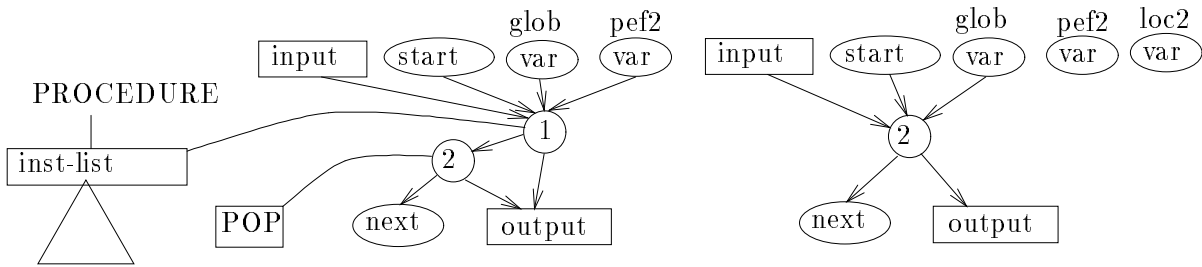 glob pef2
input start var var
PROCEDURE
1
inst-list
2
POP next output
glob pef2 loc2
input start var var var
2
next output